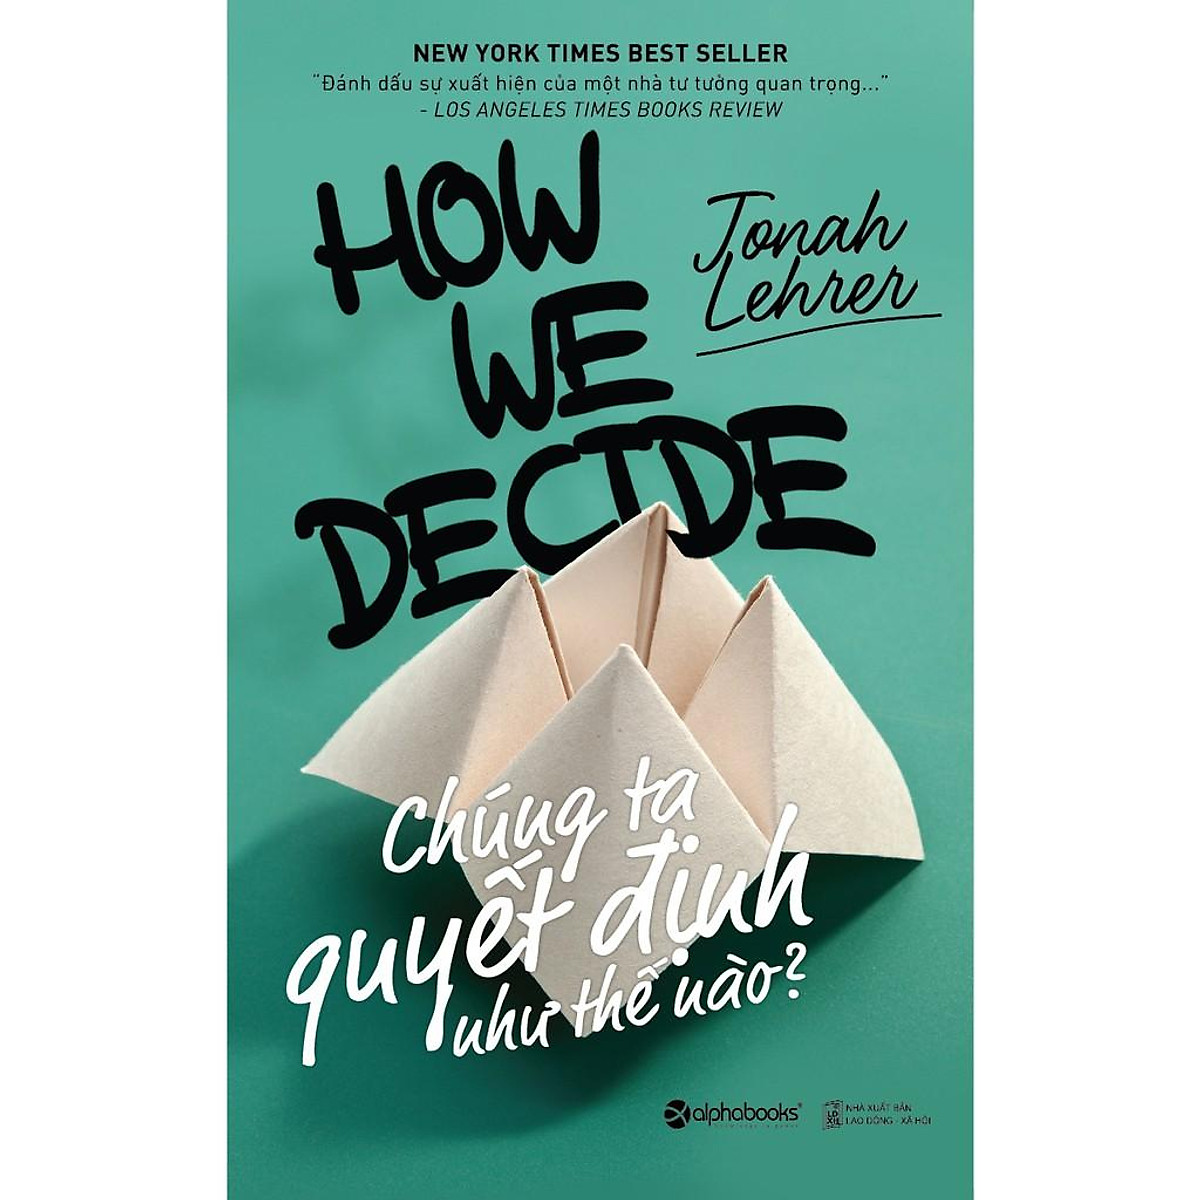 NEW YORK TIMES BEST SELLER
“Đánh dấu sự xuất hiện của một nhà tư tưởng quan trọng...”
- LOS ANGELES TIMES BOOKS REVIEW
HOW
WE
DECIDE
Jonah
Lehrer
Chúng ta
quyết định
như thế nào?
alphabooks®
NHÀ XUẤT BẢN
LAO ĐỘNG - XÃ HỘI